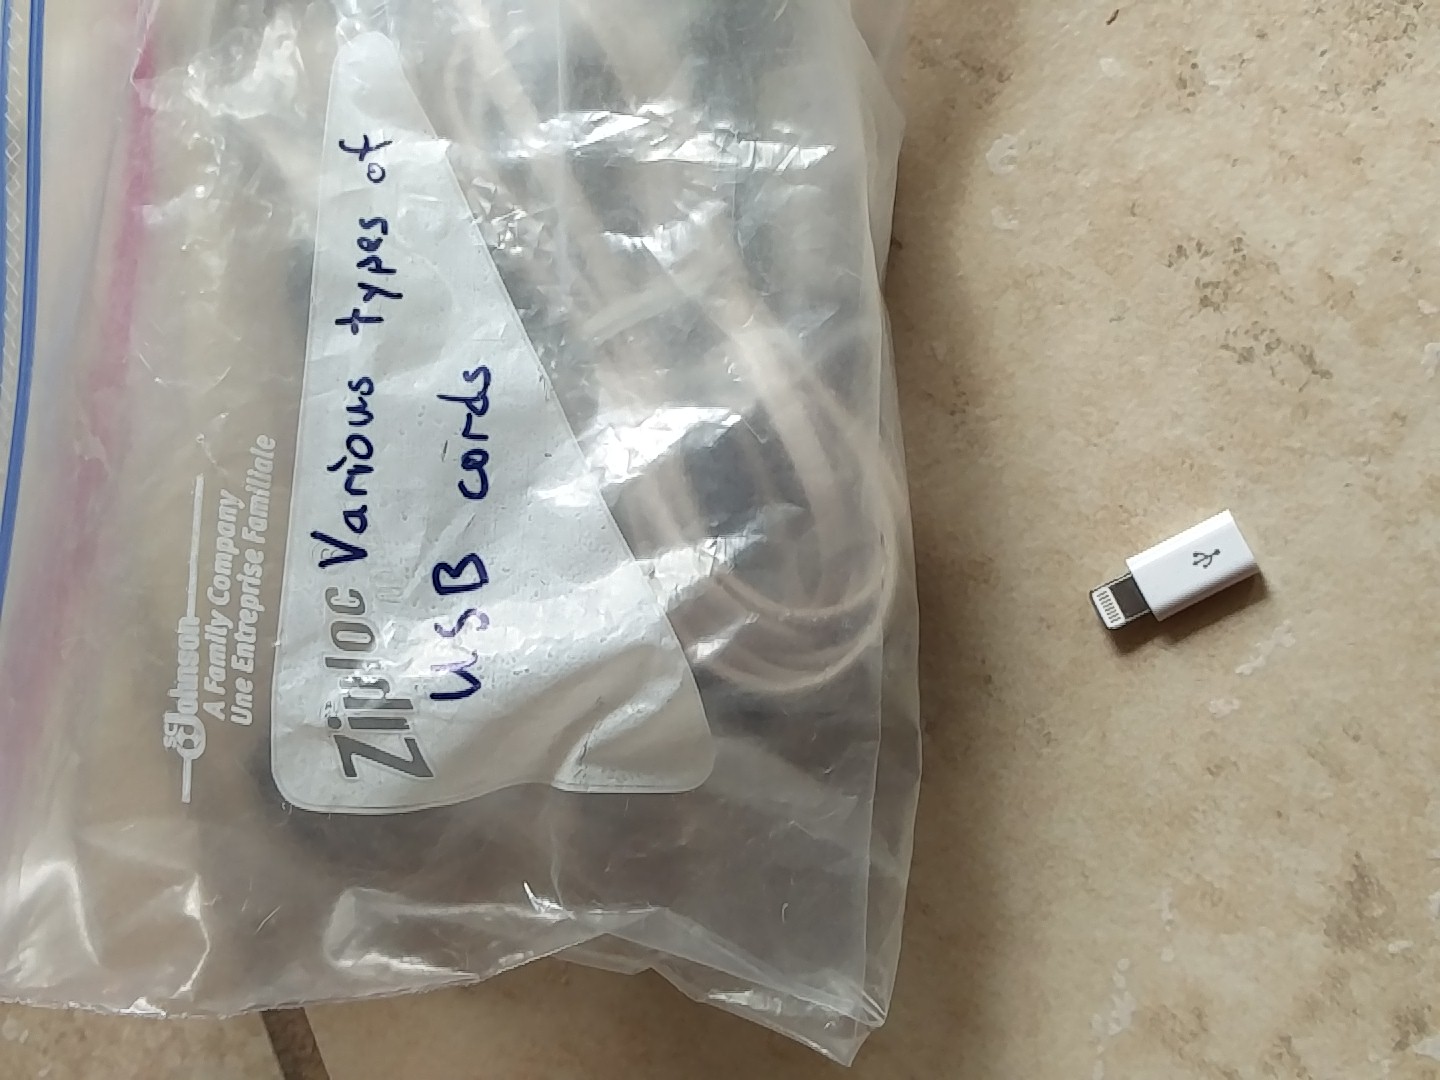 SC Johnson
A Family Company
Une Entreprise Familiale
Ziploc
Various types of
USB cords